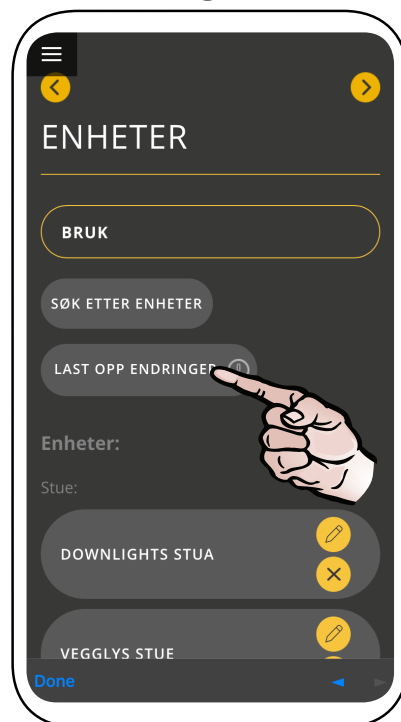 ENHETER
BRUK
SØK ETTER ENHETER
LAST OPP ENDRINGER
Enheter:
Stue:
DOWNLIGHTS STUA
VEGGLYS STUE
Done